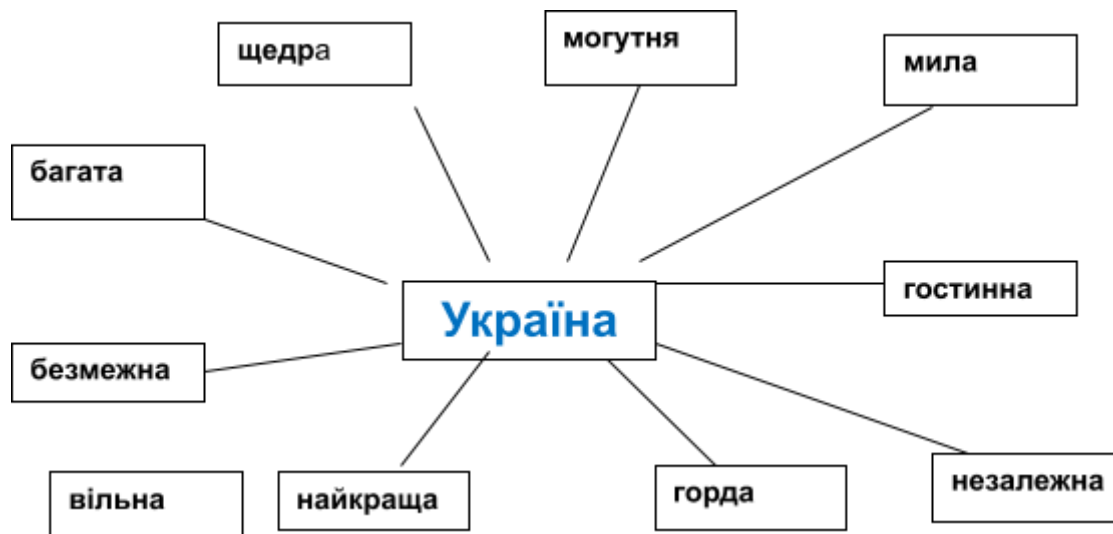 щедра
могутня
мила
багата
гостинна
Україна
безмежна
вільна
найкраща
горда
незалежна